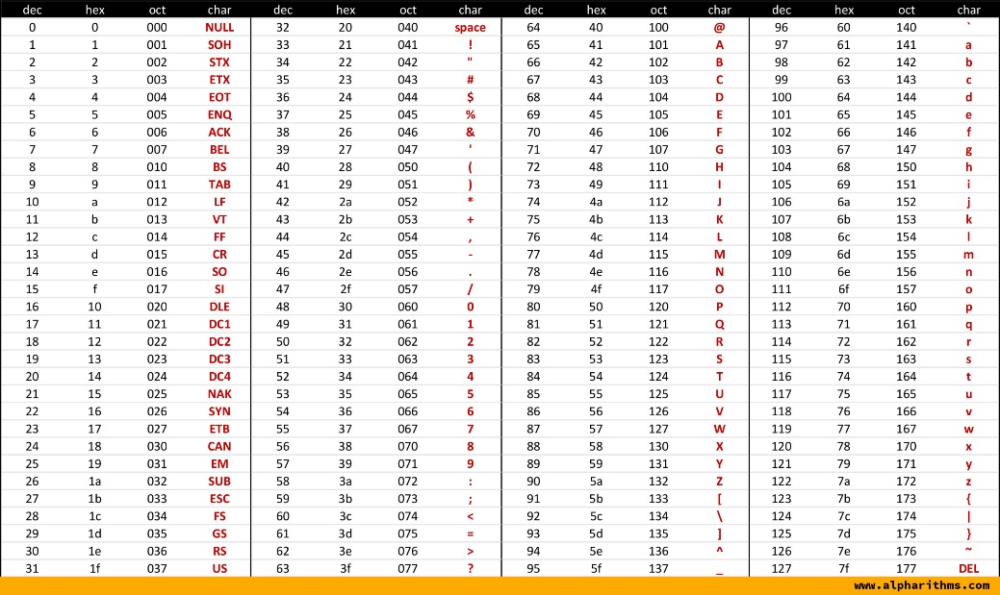 dec hex oct char dec hex oct char dec hex oct char dec hex oct char
0 0 000 NULL 32 20 040 space 64 40 100 @ 96 60 140 `
1 1 001 SOH 33 21 041 ! 65 41 101 A 97 61 141 a
2 2 002 STX 34 22 042 " 66 42 102 B 98 62 142 b
3 3 003 ETX 35 23 043 # 67 43 103 C 99 63 143 c
4 4 004 EOT 36 24 044 $ 68 44 104 D 100 64 144 d
5 5 005 ENQ 37 25 045 % 69 45 105 E 101 65 145 e
6 6 006 ACK 38 26 046 & 70 46 106 F 102 66 146 f
7 7 007 BEL 39 27 047 ' 71 47 107 G 103 67 147 g
8 8 010 BS 40 28 050 ( 72 48 110 H 104 68 150 h
9 9 011 TAB 41 29 051 ) 73 49 111 I 105 69 151 i
10 a 012 LF 42 2a 052 * 74 4a 112 J 106 6a 152 j
11 b 013 VT 43 2b 053 + 75 4b 113 K 107 6b 153 k
12 c 014 FF 44 2c 054 , 76 4c 114 L 108 6c 154 l
13 d 015 CR 45 2d 055 - 77 4d 115 M 109 6d 155 m
14 e 016 SO 46 2e 056 . 78 4e 116 N 110 6e 156 n
15 f 017 SI 47 2f 057 / 79 4f 117 O 111 6f 157 o
16 10 020 DLE 48 30 060 0 80 50 120 P 112 70 160 p
17 11 021 DC1 49 31 061 1 81 51 121 Q 113 71 161 q
18 12 022 DC2 50 32 062 2 82 52 122 R 114 72 162 r
19 13 023 DC3 51 33 063 3 83 53 123 S 115 73 163 s
20 14 024 DC4 52 34 064 4 84 54 124 T 116 74 164 t
21 15 025 NAK 53 35 065 5 85 55 125 U 117 75 165 u
22 16 026 SYN 54 36 066 6 86 56 126 V 118 76 166 v
23 17 027 ETB 55 37 067 7 87 57 127 W 119 77 167 w
24 18 030 CAN 56 38 070 8 88 58 130 X 120 78 170 x
25 19 031 EM 57 39 071 9 89 59 131 Y 121 79 171 y
26 1a 032 SUB 58 3a 072 : 90 5a 132 Z 122 7a 172 z
27 1b 033 ESC 59 3b 073 ; 91 5b 133 [ 123 7b 173 {
28 1c 034 FS 60 3c 074 < 92 5c 134 \ 124 7c 174 |
29 1d 035 GS 61 3d 075 = 93 5d 135 ] 125 7d 175 }
30 1e 036 RS 62 3e 076 > 94 5e 136 ^ 126 7e 176 ~
31 1f 037 US 63 3f 077 ? 95 5f 137 _ 127 7f 177 DEL
www.alpharithms.com